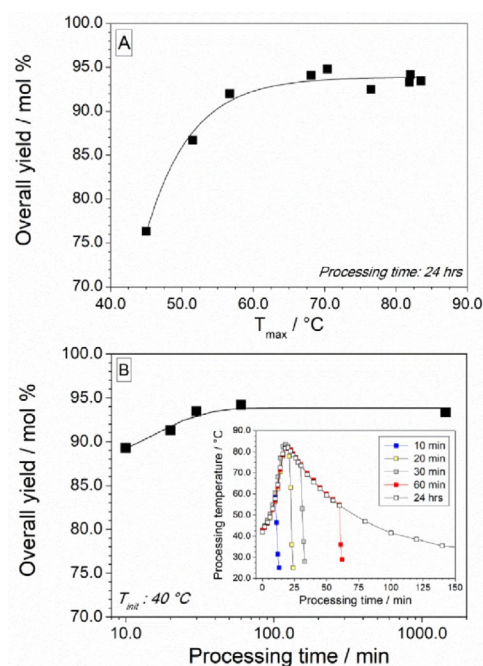 A
100.0
95.0
90.0
85.0
80.0
75.0
70.0
Overall yield / mol %
Processing time: 24 hrs
40.0 50.0 60.0 70.0 80.0 90.0
Tmax / °C
B
100.0
95.0
90.0
85.0
80.0
75.0
70.0
Overall yield / mol %
90.0
80.0
70.0
60.0
50.0
40.0
30.0
20.0
Processing temperature / °C
10 min
20 min
30 min
60 min
24 hrs
0 50 100 150
Processing time / min
Tinit : 40 °C
10.0 100.0 1000.0
Processing time / min